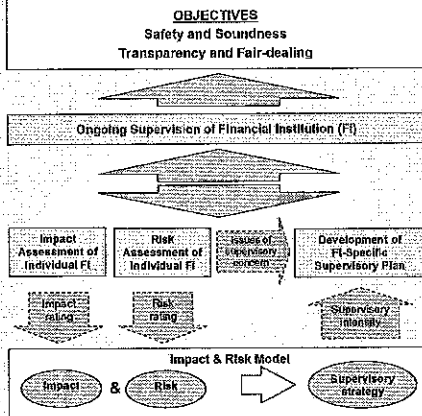 OBJECTIVES
Safety and Soundness
Transparency and Fair-dealing
Ongoing Supervision of Financial Institution (FI)
Impact
Assessment of
Individual FI
Risk
Assessment of
Individual FI
Issues of
supervisory
concern
Development of
FI-Specific
Supervisory Plan
Impact
rating
Risk
rating
Supervisory
intensity
Impact & Risk Model
Impact
&
Risk
Supervisory
strategy